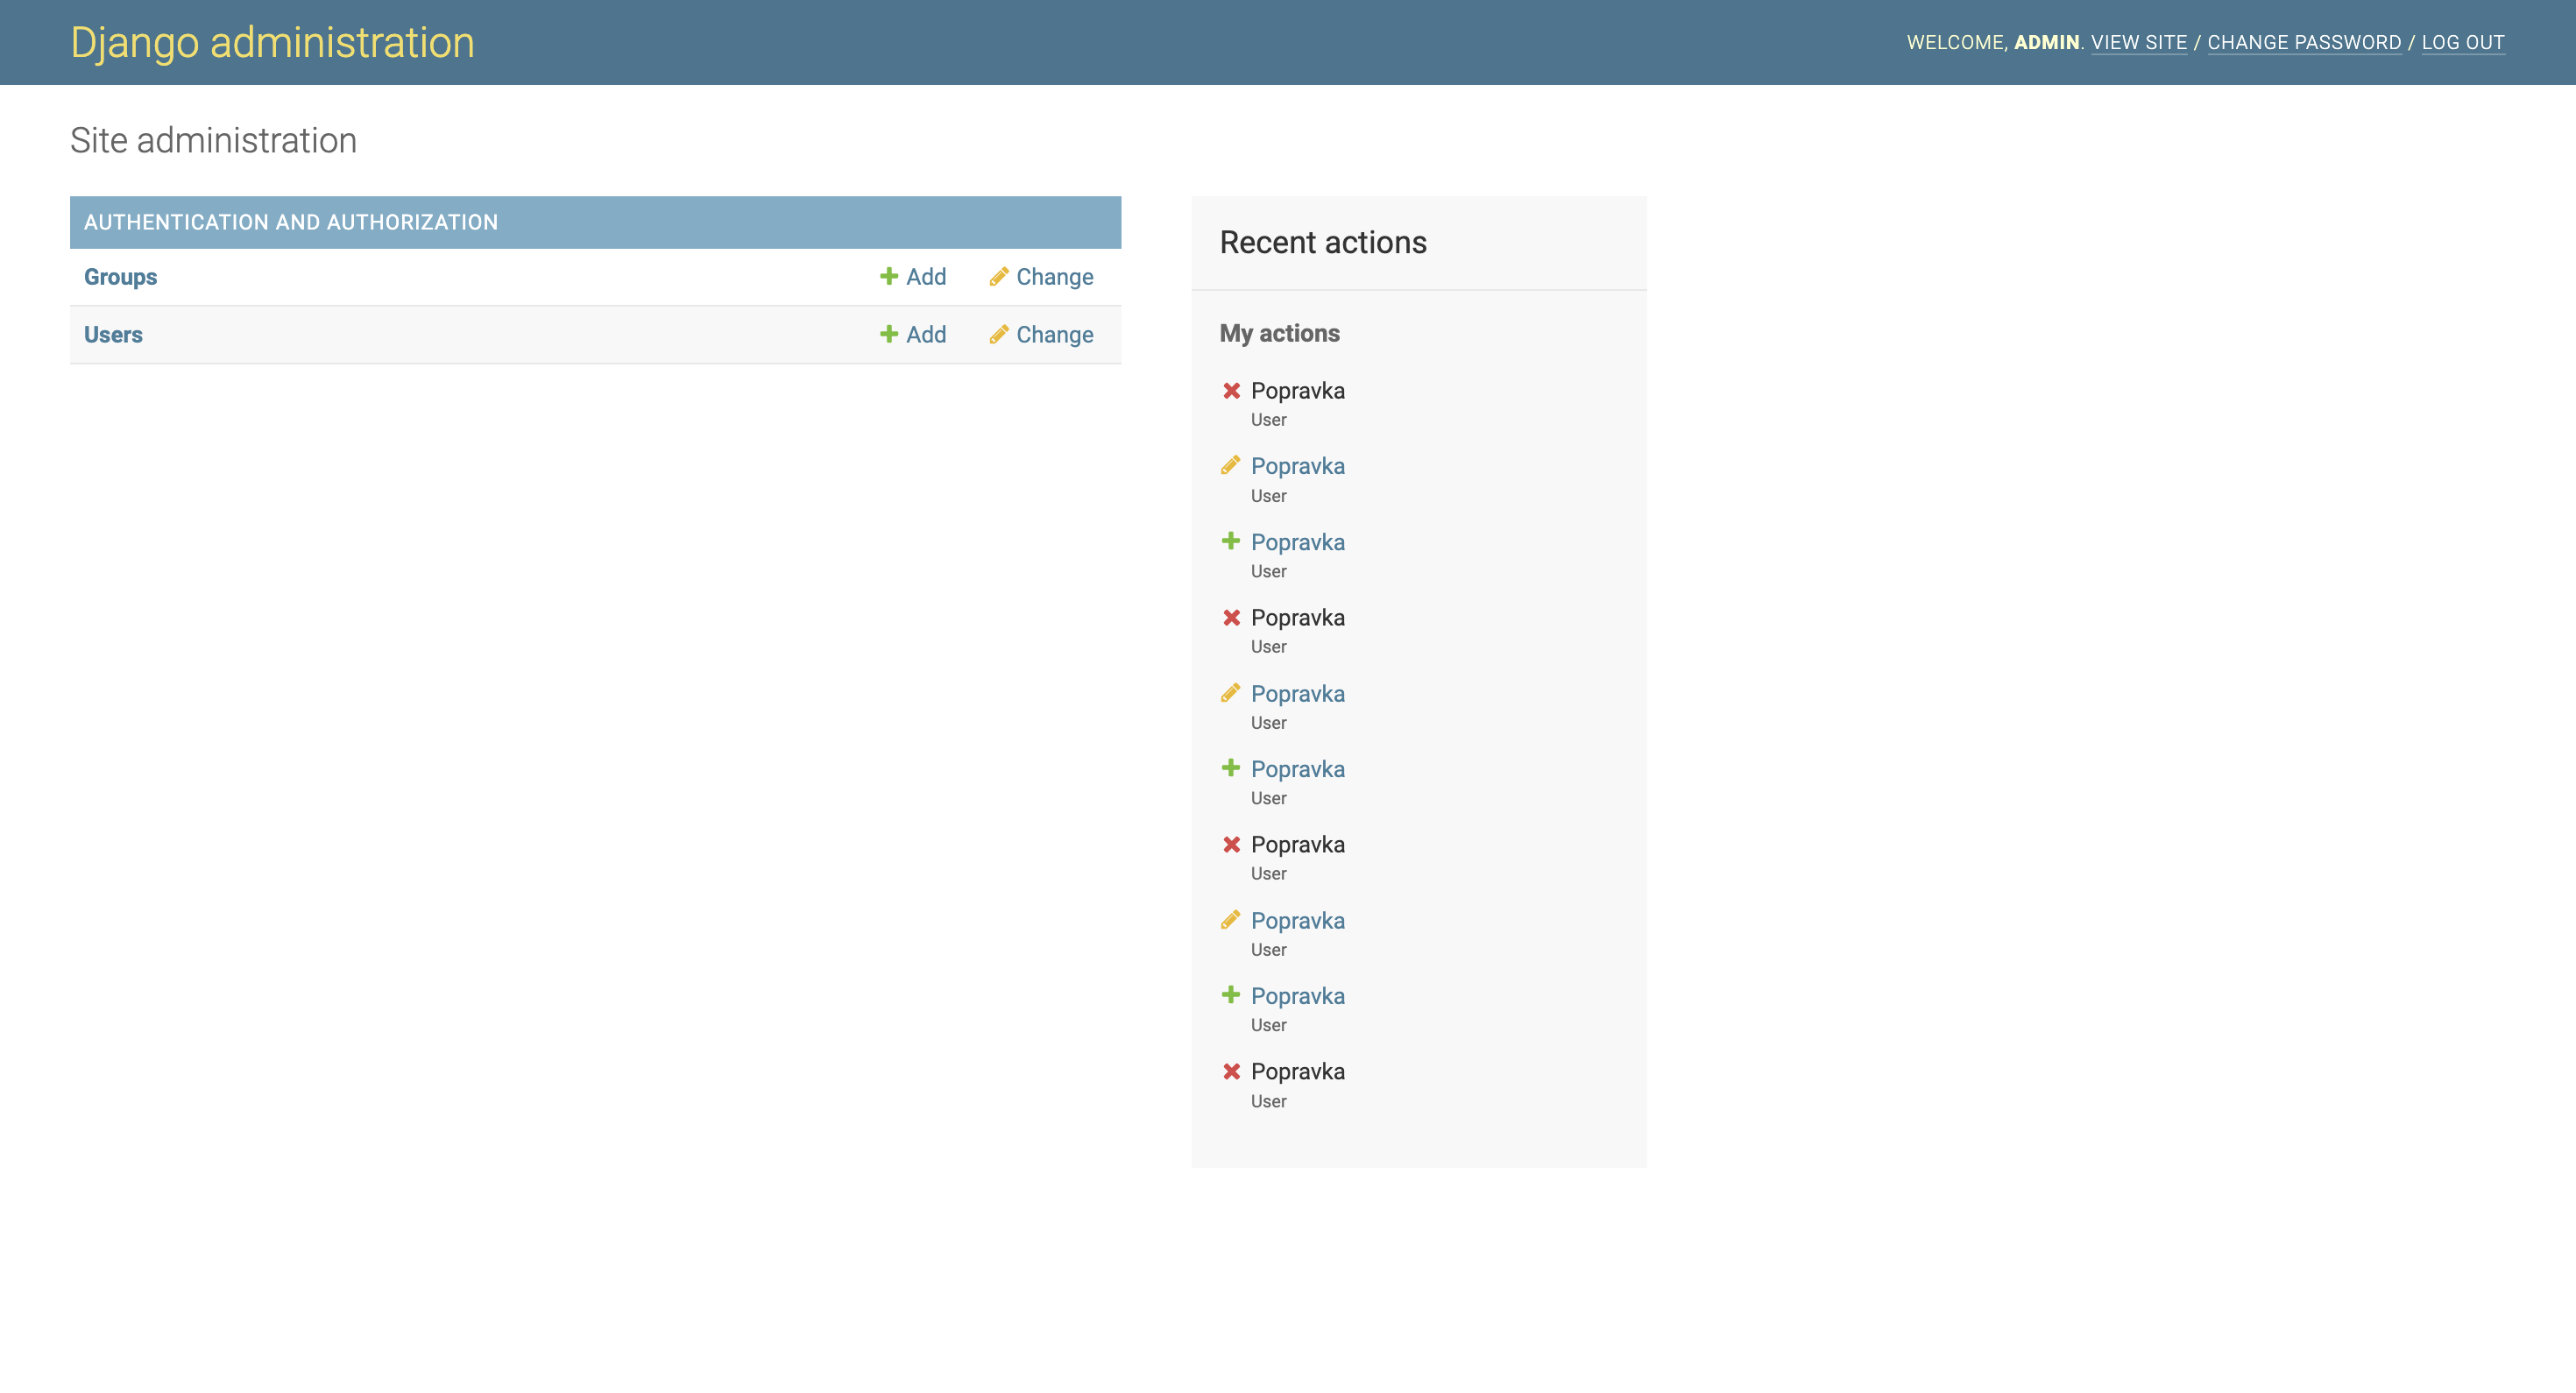 Django administration
WELCOME, ADMIN. VIEW SITE / CHANGE PASSWORD / LOG OUT
Site administration
AUTHENTICATION AND AUTHORIZATION
Groups Add Change
Users Add Change
Recent actions
My actions
Popravka
User
Popravka
User
Popravka
User
Popravka
User
Popravka
User
Popravka
User
Popravka
User
Popravka
User
Popravka
User
Popravka
User